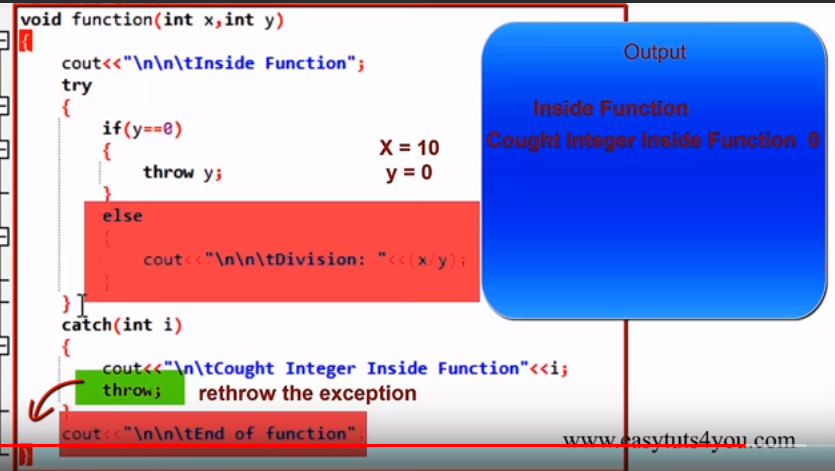 void function(int x,int y)
{
cout<<"\n\n\tInside Function";
try
{
if(y==0)
{
throw y;
}
else
{
cout<<"\n\n\tDivision: "<<(x/y);
}
}
catch(int i)
{
cout<<"\n\tCought Integer Inside Function"<<i;
throw;
}
cout<<"\n\n\tEnd of function";
}
X = 10
y = 0
rethrow the exception
Output
Inside Function
Cought Integer Inside Function 0
www.easytuts4you.com